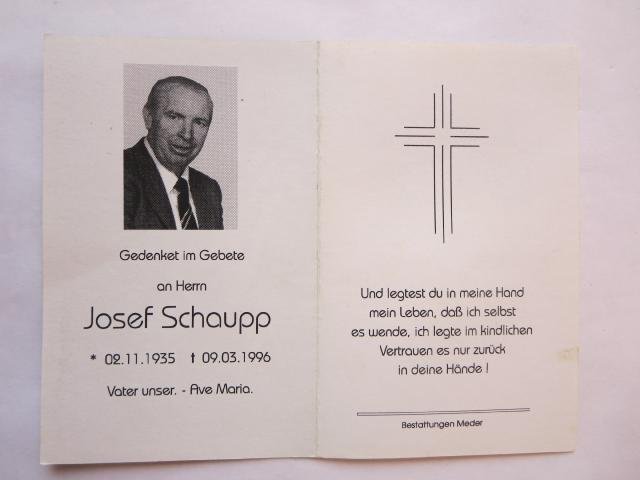 Gedenket im Gebete
an Herrn
Josef Schaupp
* 02.11.1935 † 09.03.1996
Vater unser. - Ave Maria.
Und legtest du in meine Hand
mein Leben, daß ich selbst
es wende, ich legte im kindlichen
Vertrauen es nur zurück
in deine Hände !
Bestattungen Meder